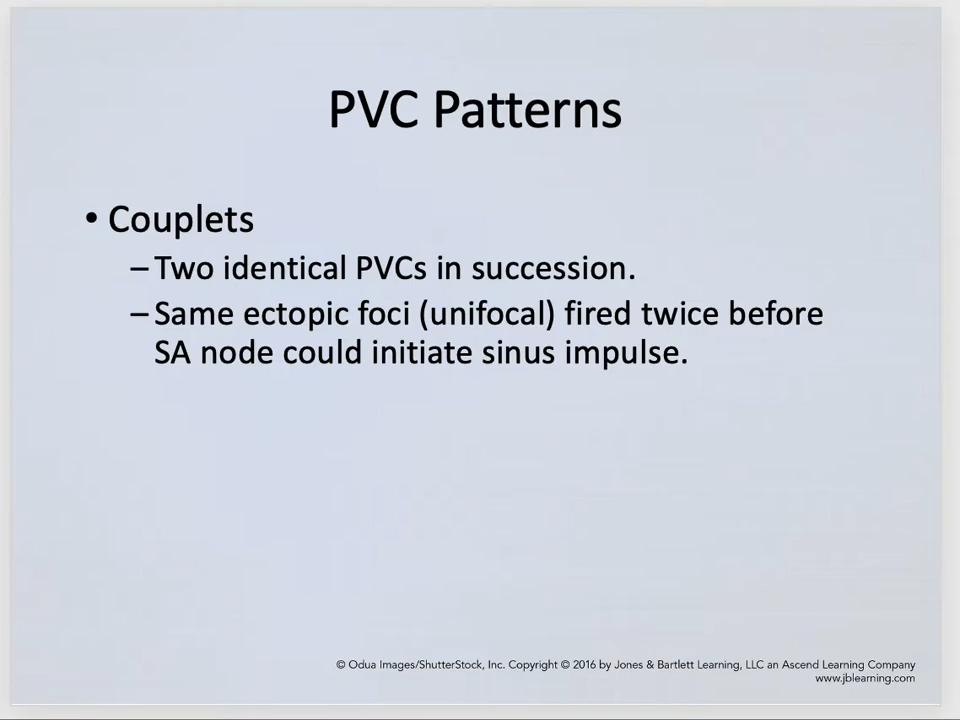 PVC Patterns
• Couplets
– Two identical PVCs in succession.
– Same ectopic foci (unifocal) fired twice before
SA node could initiate sinus impulse.
© Odua Images/ShutterStock, Inc. Copyright © 2016 by Jones & Bartlett Learning, LLC an Ascend Learning Company
www.jblearning.com